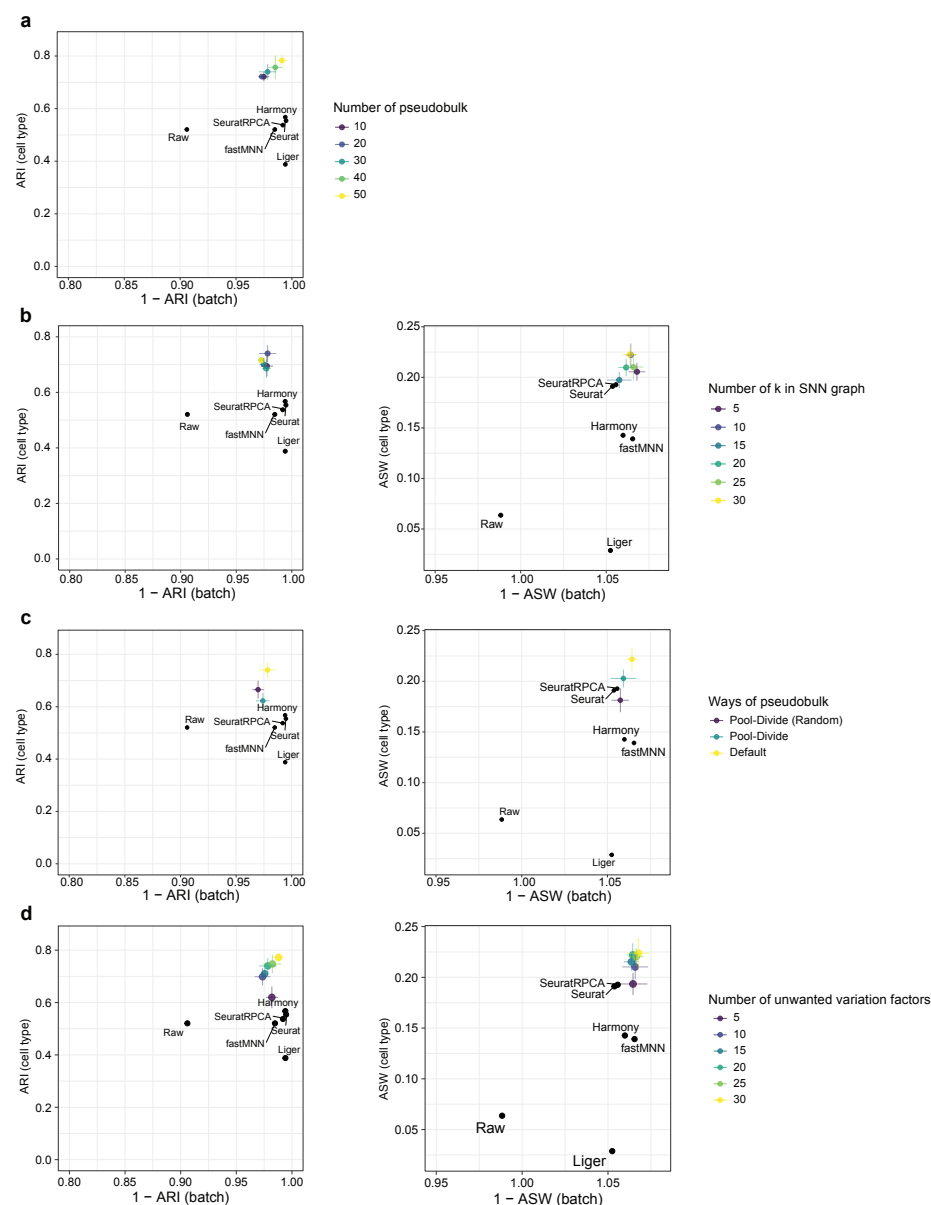 a
0.8
0.6
0.4
0.2
0.0
ARI (cell type)
Harmony
SeuratRPCA
Raw
Seurat
fastMNN
Liger
0.80 0.85 0.90 0.95 1.00
1 − ARI (batch)
Number of pseudobulk
10
20
30
40
50
b
0.8
0.6
0.4
0.2
0.0
ARI (cell type)
Harmony
SeuratRPCA
Raw
Seurat
fastMNN
Liger
0.80 0.85 0.90 0.95 1.00
1 − ARI (batch)
0.25
0.20
0.15
0.10
0.05
ASW (cell type)
SeuratRPCA
Seurat
Harmony
fastMNN
Raw
Liger
0.95 1.00 1.05
1 − ASW (batch)
Number of k in SNN graph
5
10
15
20
25
30
c
0.8
0.6
0.4
0.2
0.0
ARI (cell type)
Harmony
Raw
SeuratRPCA
Seurat
fastMNN
Liger
0.80 0.85 0.90 0.95 1.00
1 − ARI (batch)
0.25
0.20
0.15
0.10
0.05
ASW (cell type)
SeuratRPCA
Seurat
Harmony
fastMNN
Raw
Liger
0.95 1.00 1.05
1 − ASW (batch)
Ways of pseudobulk
Pool-Divide (Random)
Pool-Divide
Default
d
0.8
0.6
0.4
0.2
0.0
ARI (cell type)
Harmony
SeuratRPCA
Raw
Seurat
fastMNN
Liger
0.80 0.85 0.90 0.95 1.00
1 − ARI (batch)
0.25
0.20
0.15
0.10
0.05
ASW (cell type)
SeuratRPCA
Seurat
Harmony
fastMNN
Raw
Liger
0.95 1.00 1.05
1 − ASW (batch)
Number of unwanted variation factors
5
10
15
20
25
30